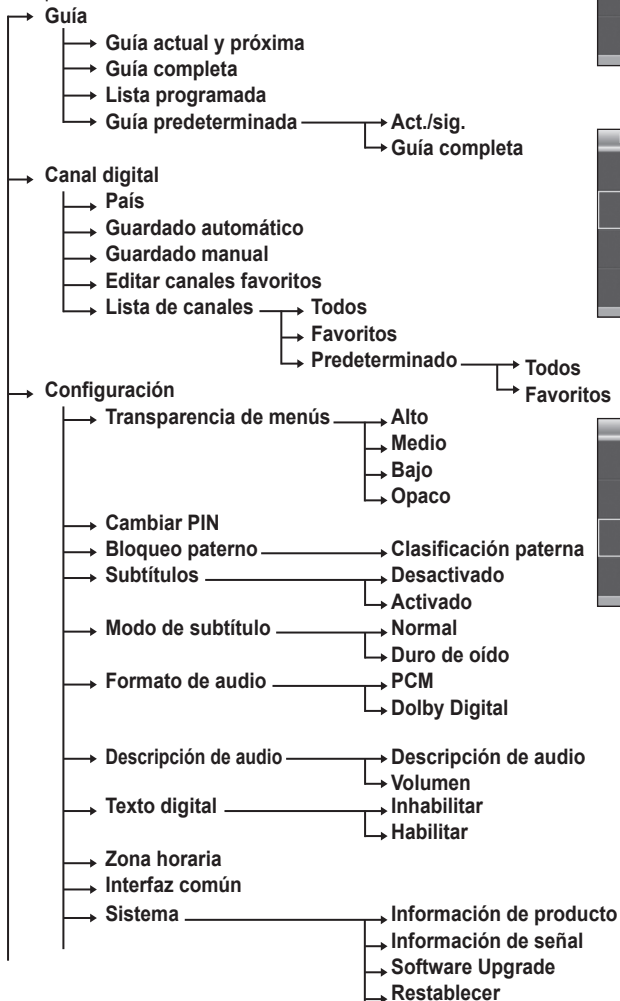 Guía
Guía actual y próxima
Guía completa
Lista programada
Guía predeterminada Act./sig.
Guía completa
Canal digital
País
Guardado automático
Guardado manual
Editar canales favoritos
Lista de canales Todos
Favoritos
Predeterminado Todos
Favoritos
Configuración
Transparencia de menús Alto
Medio
Bajo
Opaco
Cambiar PIN
Bloqueo paterno Clasificación paterna
Subtítulos Desactivado
Activado
Modo de subtítulo Normal
Duro de oído
Formato de audio PCM
Dolby Digital
Descripción de audio Descripción de audio
Volumen
Texto digital Inhabilitar
Habilitar
Zona horaria
Interfaz común
Sistema Información de producto
Información de señal
Software Upgrade
Restablecer